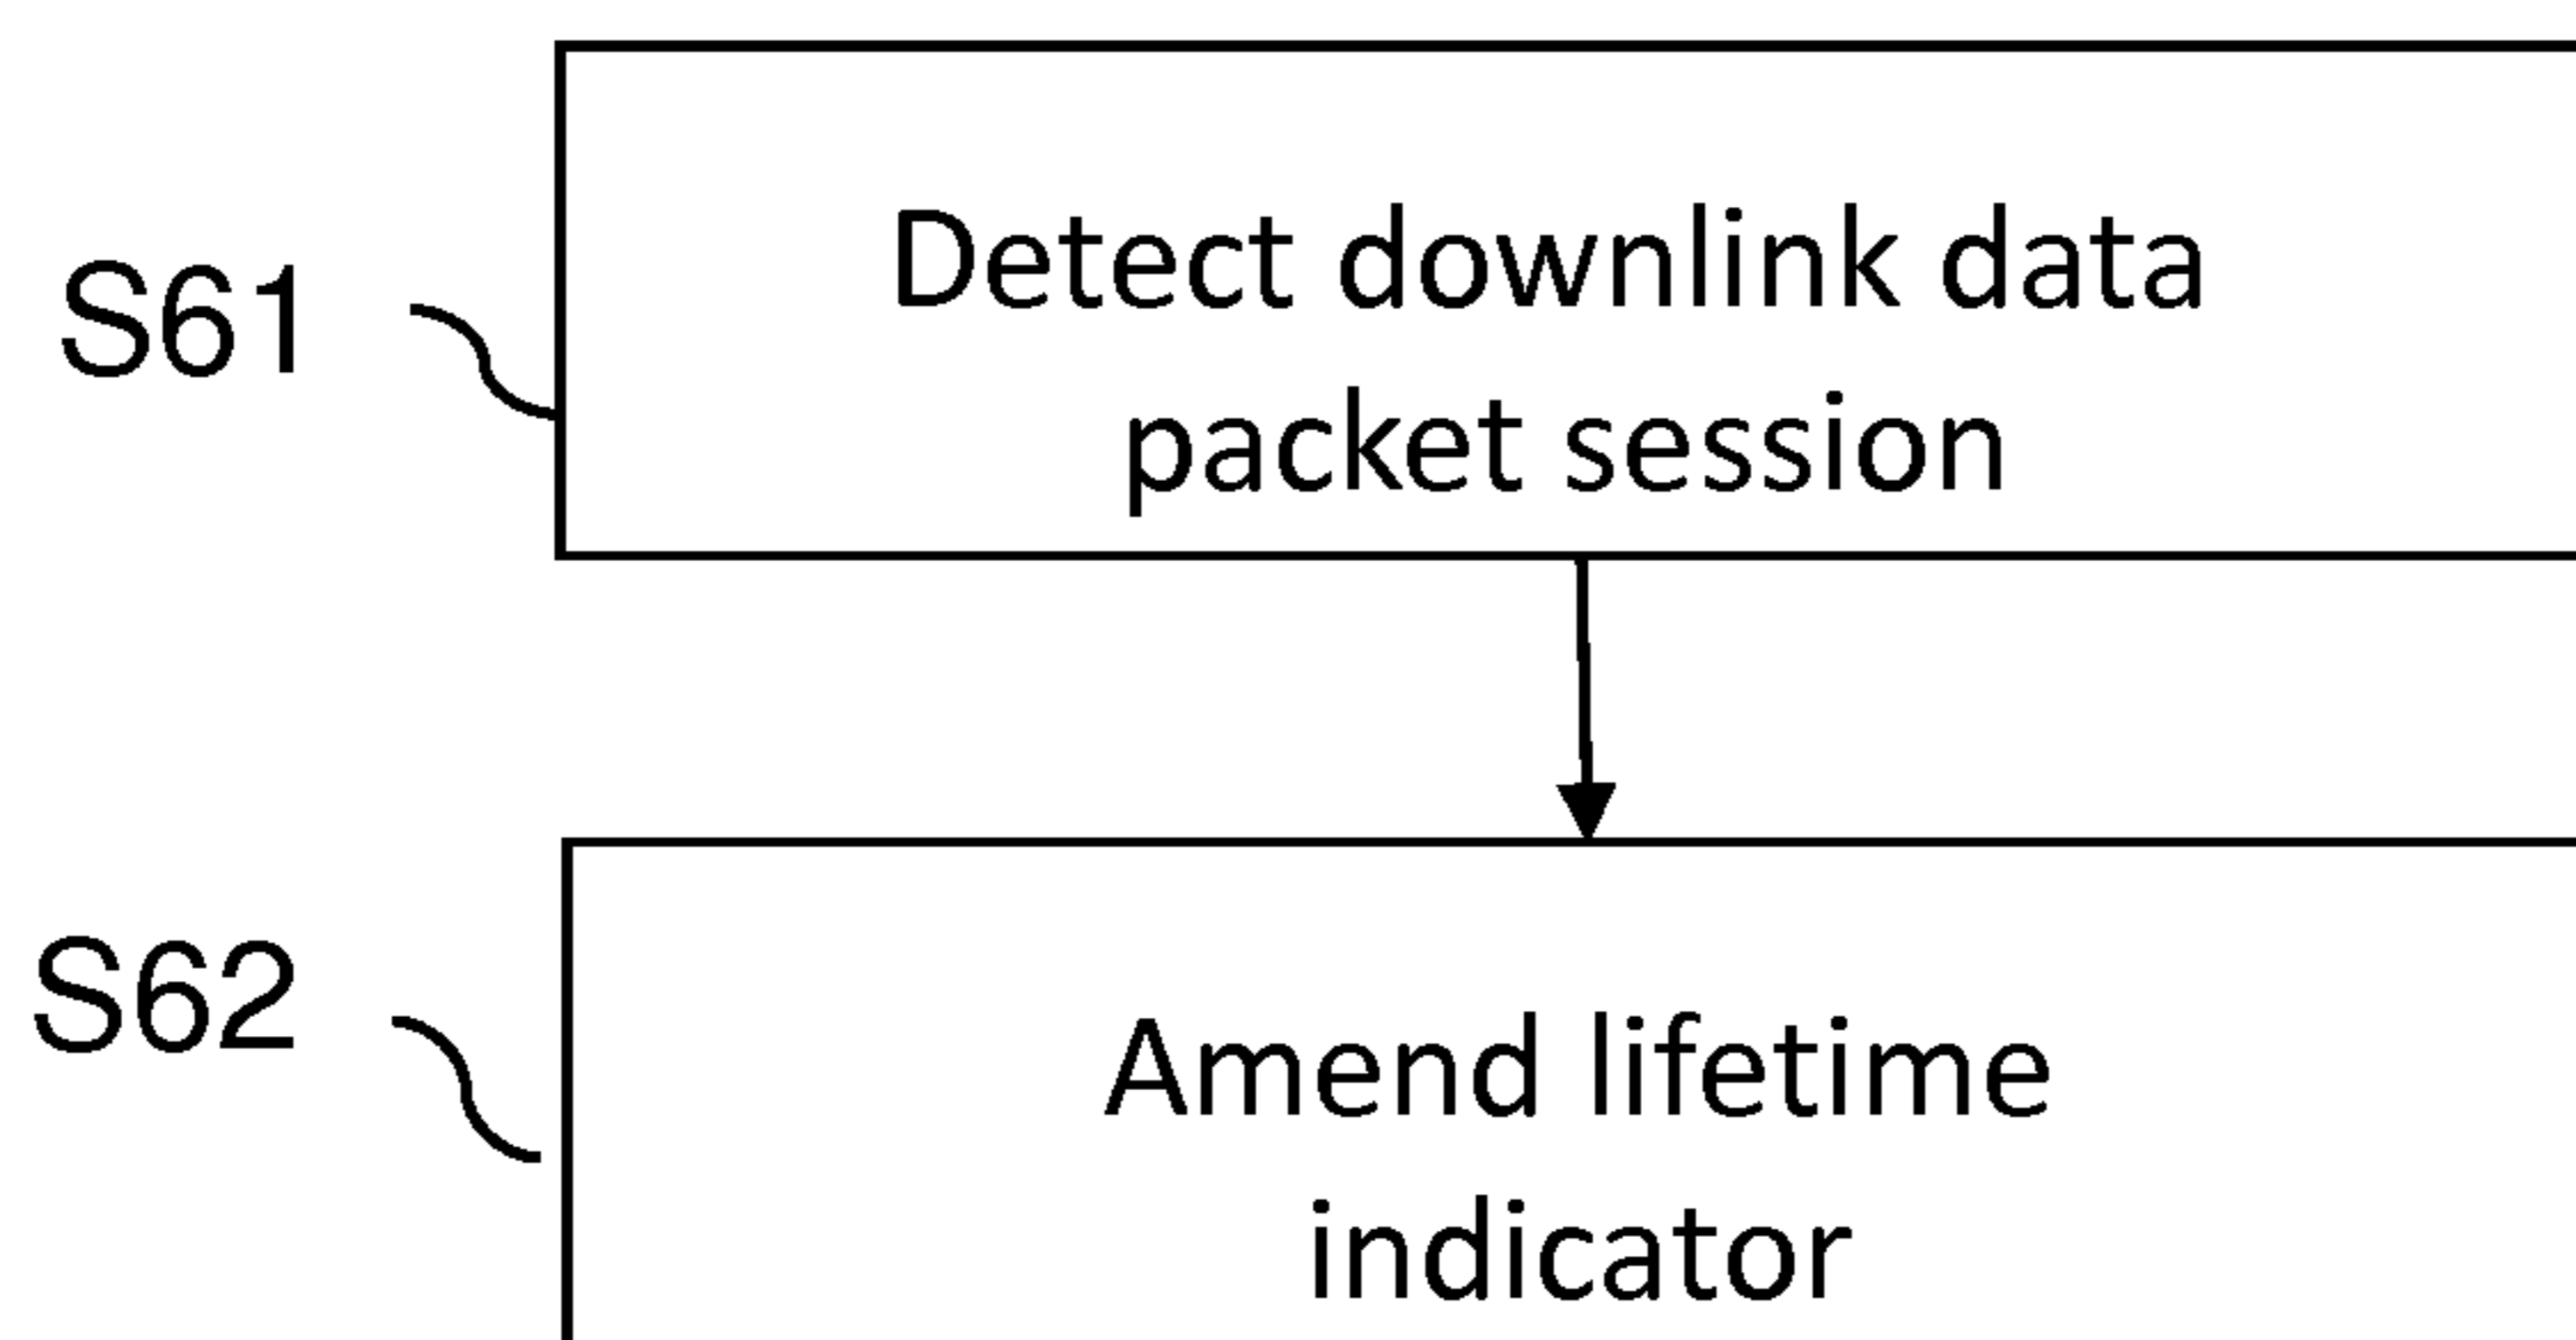 S61
Detect downlink data
packet session
S62
Amend lifetime
indicator